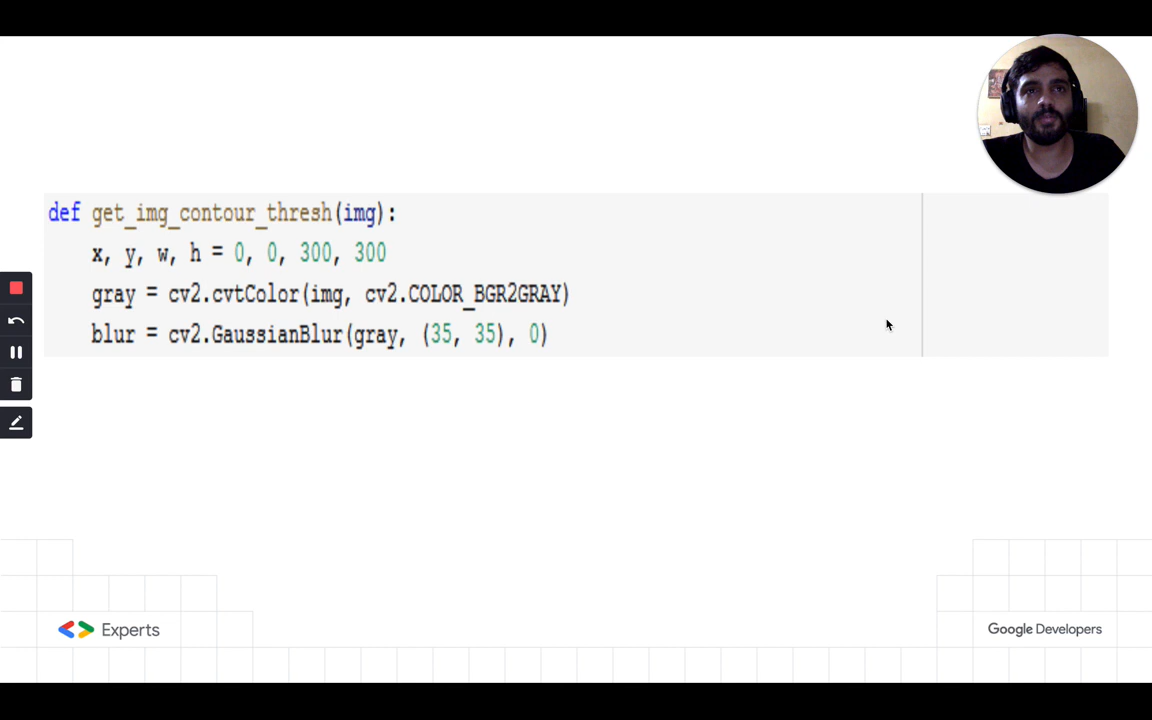 def get_img_contour_thresh(img):
x, y, w, h = 0, 0, 300, 300
gray = cv2.cvtColor(img, cv2.COLOR_BGR2GRAY)
blur = cv2.GaussianBlur(gray, (35, 35), 0)
Experts
Google Developers